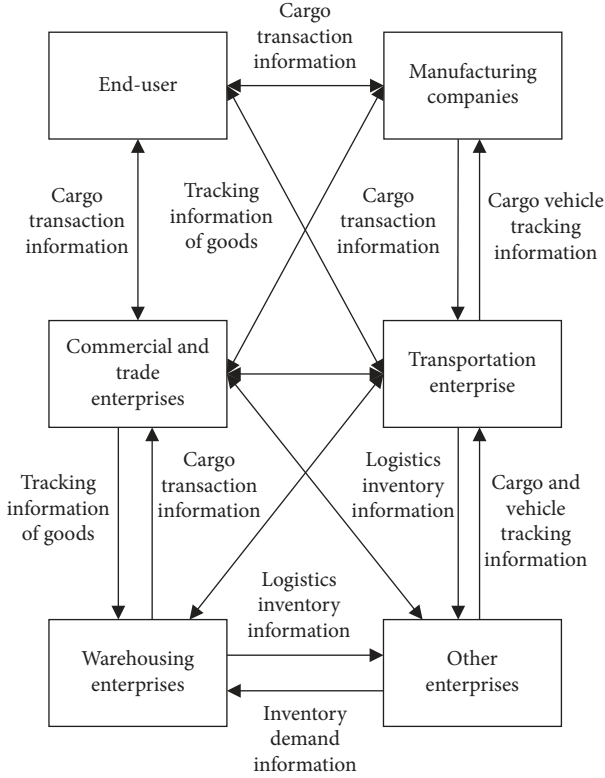 Cargo
transaction
information
End-user
Manufacturing
companies
Cargo
transaction
information
Tracking
information
of goods
Cargo
transaction
information
Cargo vehicle
tracking
information
Commercial and
trade
enterprises
Transportation
enterprise
Tracking
information
of goods
Cargo
transaction
information
Logistics
inventory
information
Cargo and
vehicle
tracking
information
Logistics
inventory
information
Warehousing
enterprises
Other
enterprises
Inventory
demand
information